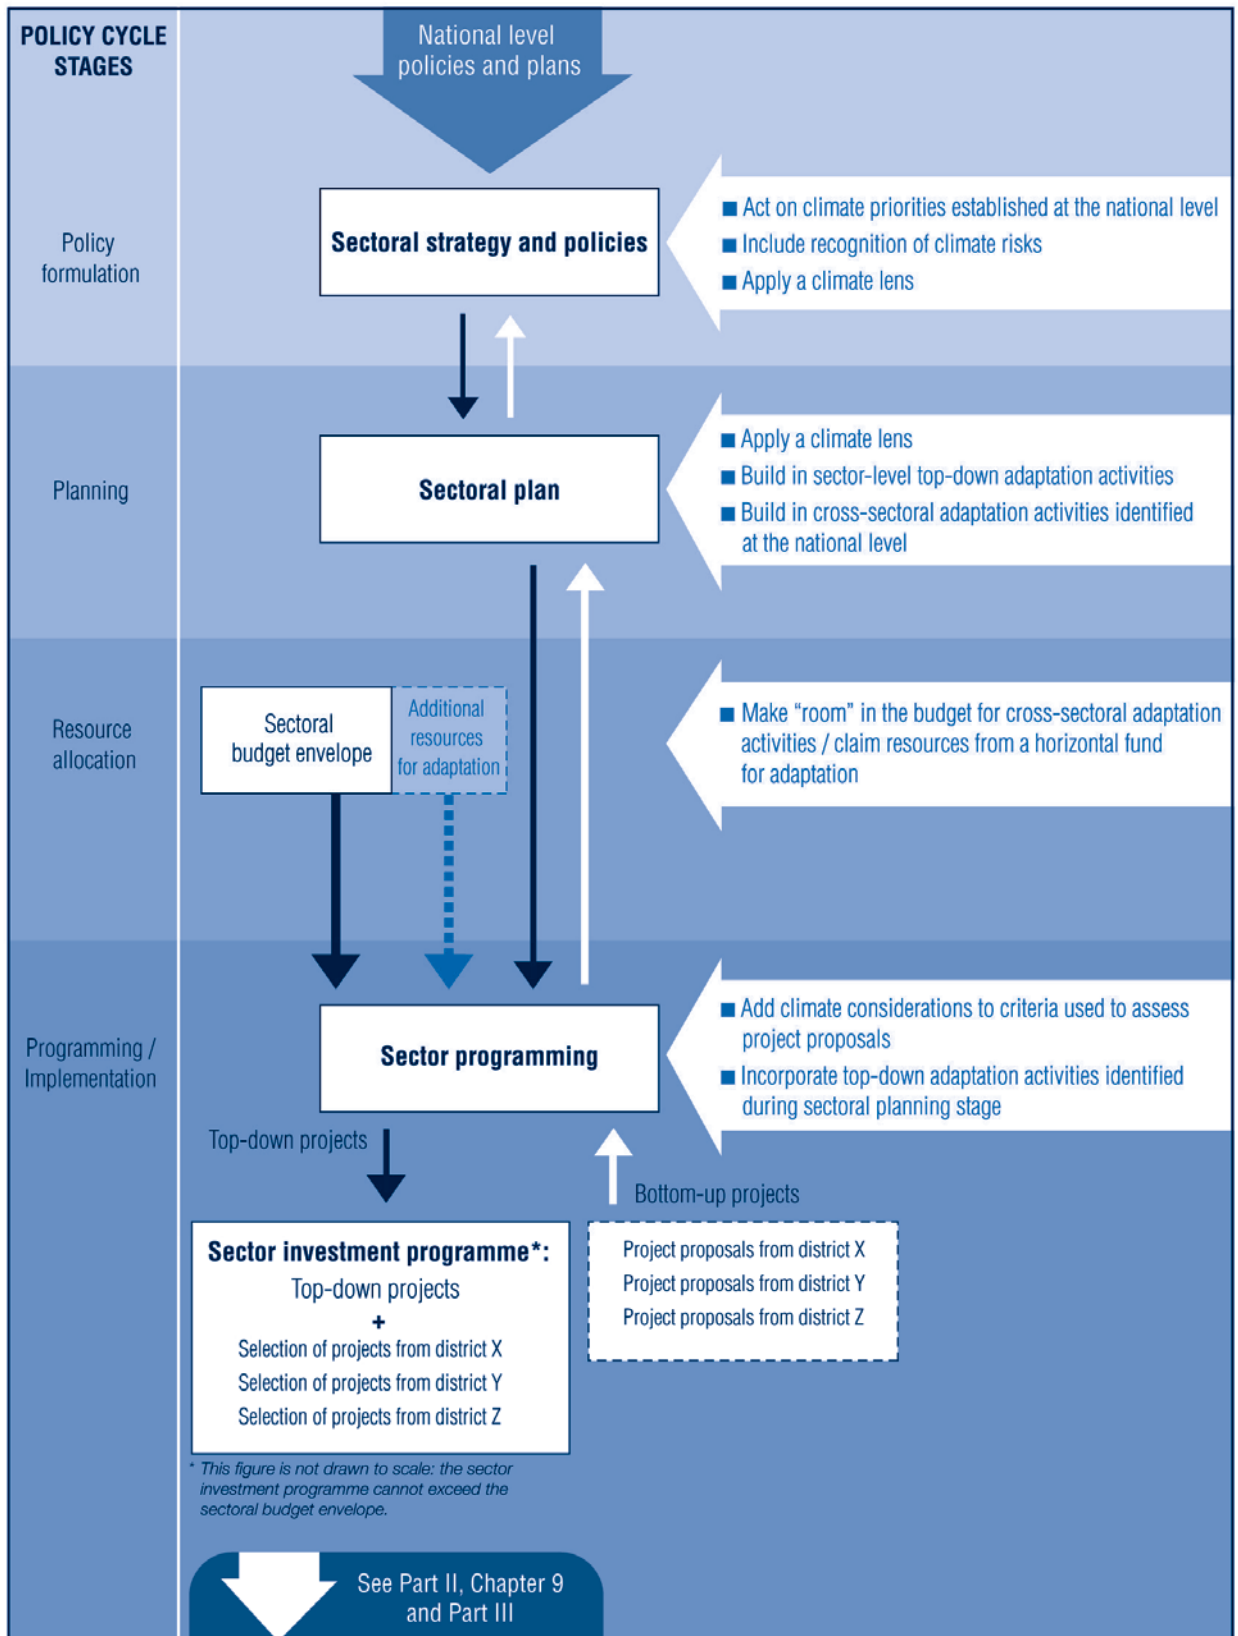 POLICY CYCLE
STAGES
National level
policies and plans
Policy
formulation
Sectoral strategy and policies
■ Act on climate priorities established at the national level
■ Include recognition of climate risks
■ Apply a climate lens
Planning
Sectoral plan
■ Apply a climate lens
■ Build in sector-level top-down adaptation activities
■ Build in cross-sectoral adaptation activities identified
at the national level
Resource
allocation
Sectoral
budget envelope
Additional
resources
for adaptation
■ Make “room” in the budget for cross-sectoral adaptation
activities / claim resources from a horizontal fund
for adaptation
Programming /
Implementation
Sector programming
■ Add climate considerations to criteria used to assess
project proposals
■ Incorporate top-down adaptation activities identified
during sectoral planning stage
Top-down projects
Bottom-up projects
Sector investment programme*:
Top-down projects
+
Selection of projects from district X
Selection of projects from district Y
Selection of projects from district Z
Project proposals from district X
Project proposals from district Y
Project proposals from district Z
* This figure is not drawn to scale: the sector
investment programme cannot exceed the
sectoral budget envelope.
See Part II, Chapter 9
and Part III